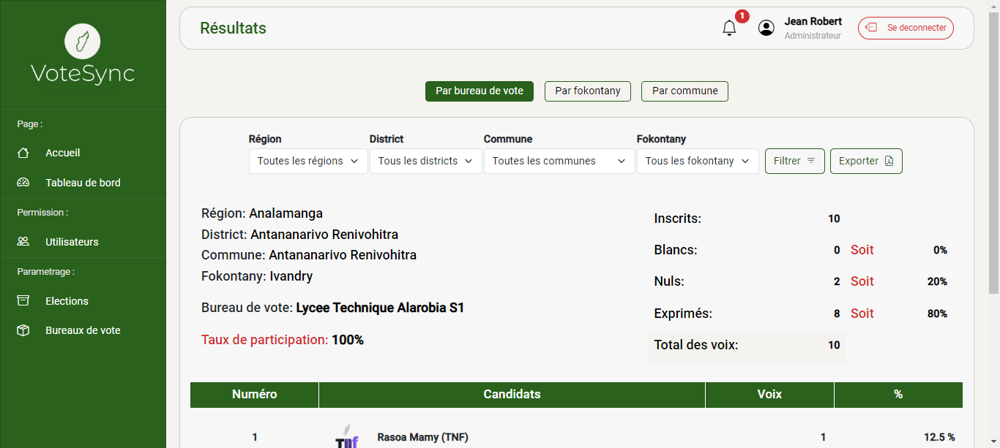 VoteSync
Page :
Accueil
Tableau de bord
Permission :
Utilisateurs
Parametrage :
Elections
Bureaux de vote
Résultats
1
Jean Robert
Administrateur
Se deconnecter
Par bureau de vote
Par fokontany
Par commune
Région
District
Commune
Fokontany
Toutes les régions
Tous les districts
Toutes les communes
Tous les fokontany
Filtrer
Exporter
Région: Analamanga
District: Antananarivo Renivohitra
Commune: Antananarivo Renivohitra
Fokontany: Ivandry
Bureau de vote: Lycee Technique Alarobia S1
Taux de participation: 100%
Inscrits: 10
Blancs: 0 Soit 0%
Nuls: 2 Soit 20%
Exprimés: 8 Soit 80%
Total des voix: 10
Numéro Candidats Voix %
1 TNF Rasoa Mamy (TNF) 1 12.5 %